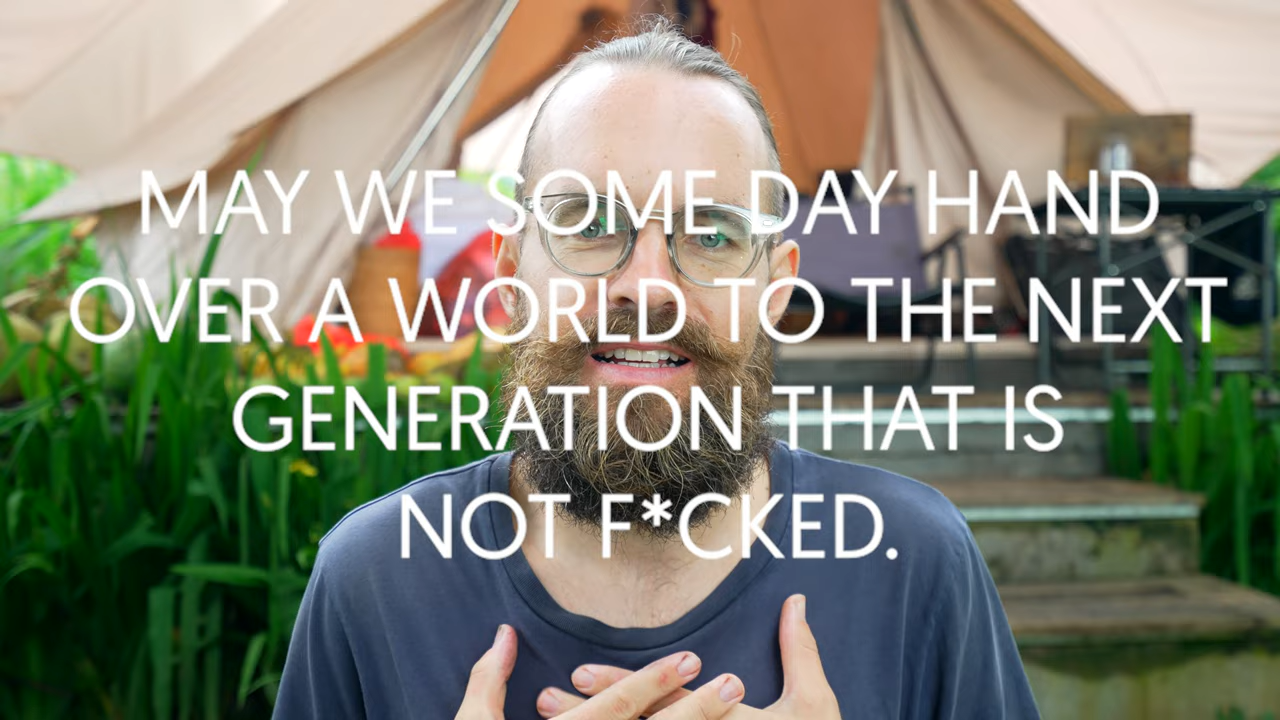 MAY WE SOME DAY HAND
OVER A WORLD TO THE NEXT
GENERATION THAT IS
NOT F*CKED.